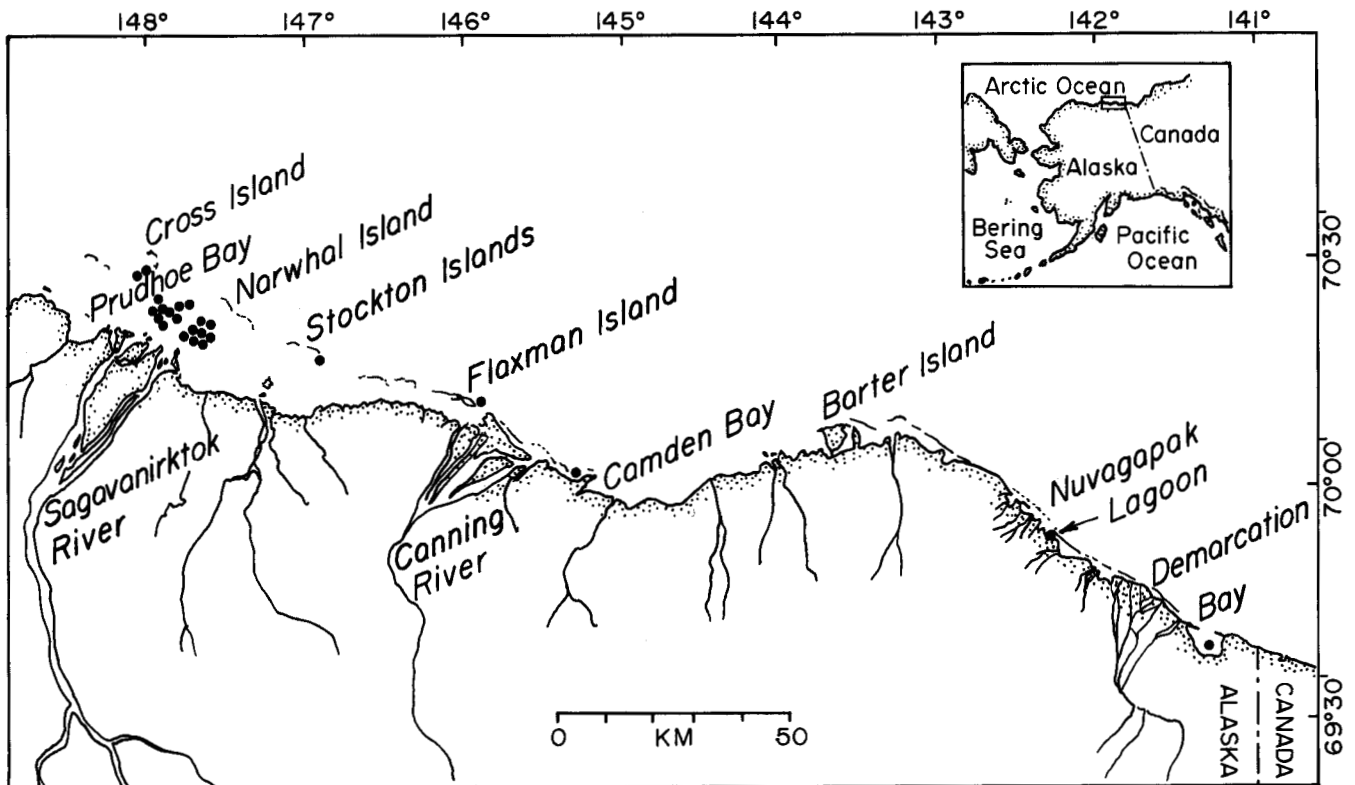 148° 147° 146° 145° 144° 143° 142° 141°
Arctic Ocean
Canada
Alaska
Bering
Sea
Pacific
Ocean
Cross Island
Prudhoe Bay
Narwhal Island
Stockton Islands
Flaxman Island
Barter Island
Camden Bay
Nuvagapak
Lagoon
Demarcation
Bay
Sagavanirktok
River
Canning
River
70°30'
70°00'
69°30'
0 KM 50
ALASKA
CANADA